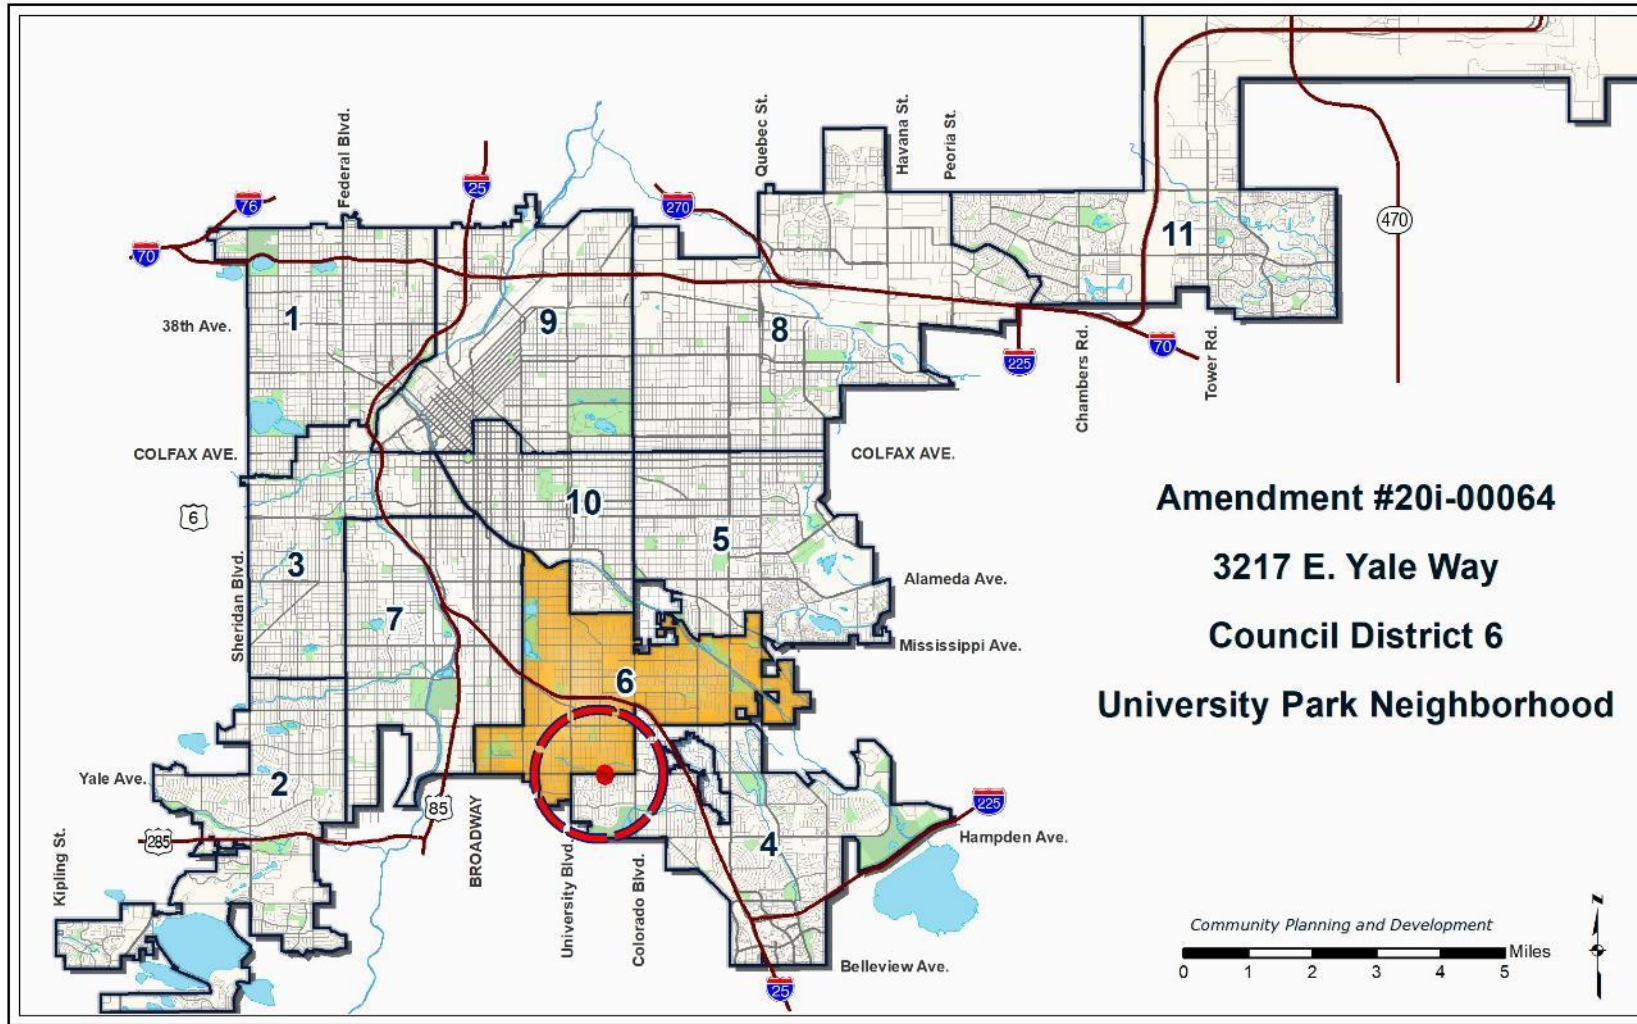 Federal Blvd.
Quebec St.
Havana St.
Peoria St.
76
25
270
70
470
11
1
9
8
38th Ave.
225
70
Chambers Rd.
Tower Rd.
COLFAX AVE.
COLFAX AVE.
6
10
5
3
Sheridan Blvd.
Alameda Ave.
7
Mississippi Ave.
6
Yale Ave.
2
85
285
4
225
Hampden Ave.
Kipling St.
BROADWAY
University Blvd.
Colorado Blvd.
Belleview Ave.
25
Amendment #20i-00064
3217 E. Yale Way
Council District 6
University Park Neighborhood
Community Planning and Development
Miles
0 1 2 3 4 5
N